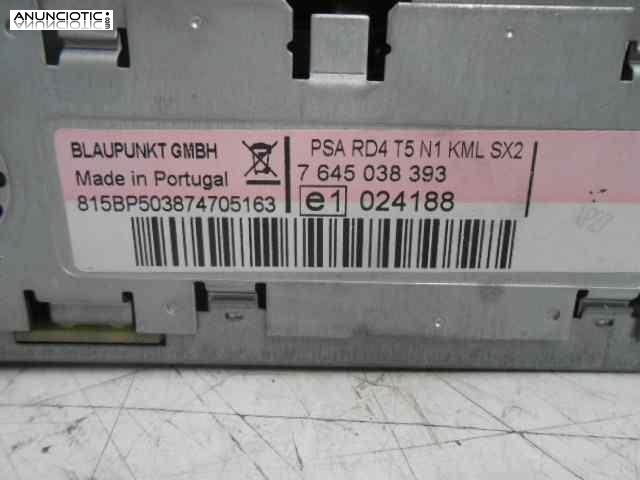 ANUNCIOTIC.COM
BLAUPUNKT GMBH
Made in Portugal
815BP503874705163
PSA RD4 T5 N1 KML SX2
7 645 038 393
e1 024188